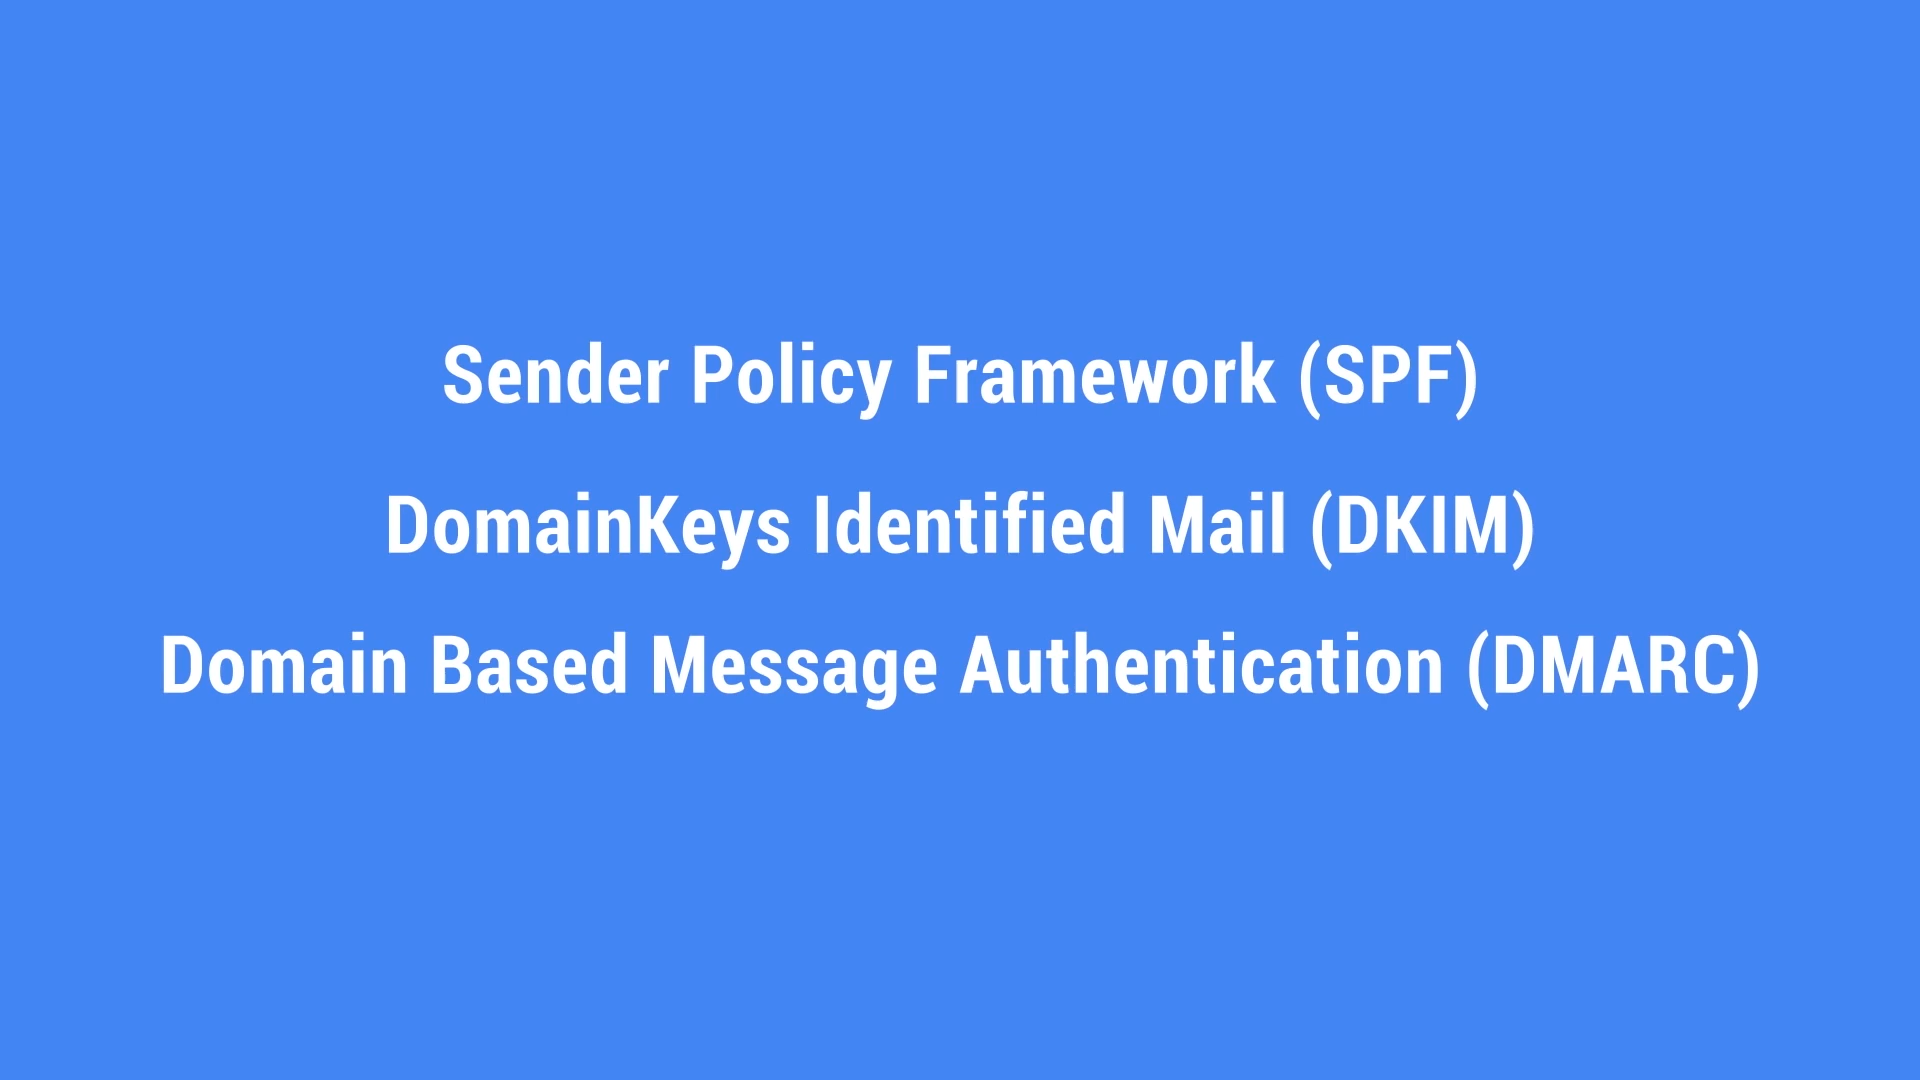 Sender Policy Framework (SPF)
DomainKeys Identified Mail (DKIM)
Domain Based Message Authentication (DMARC)